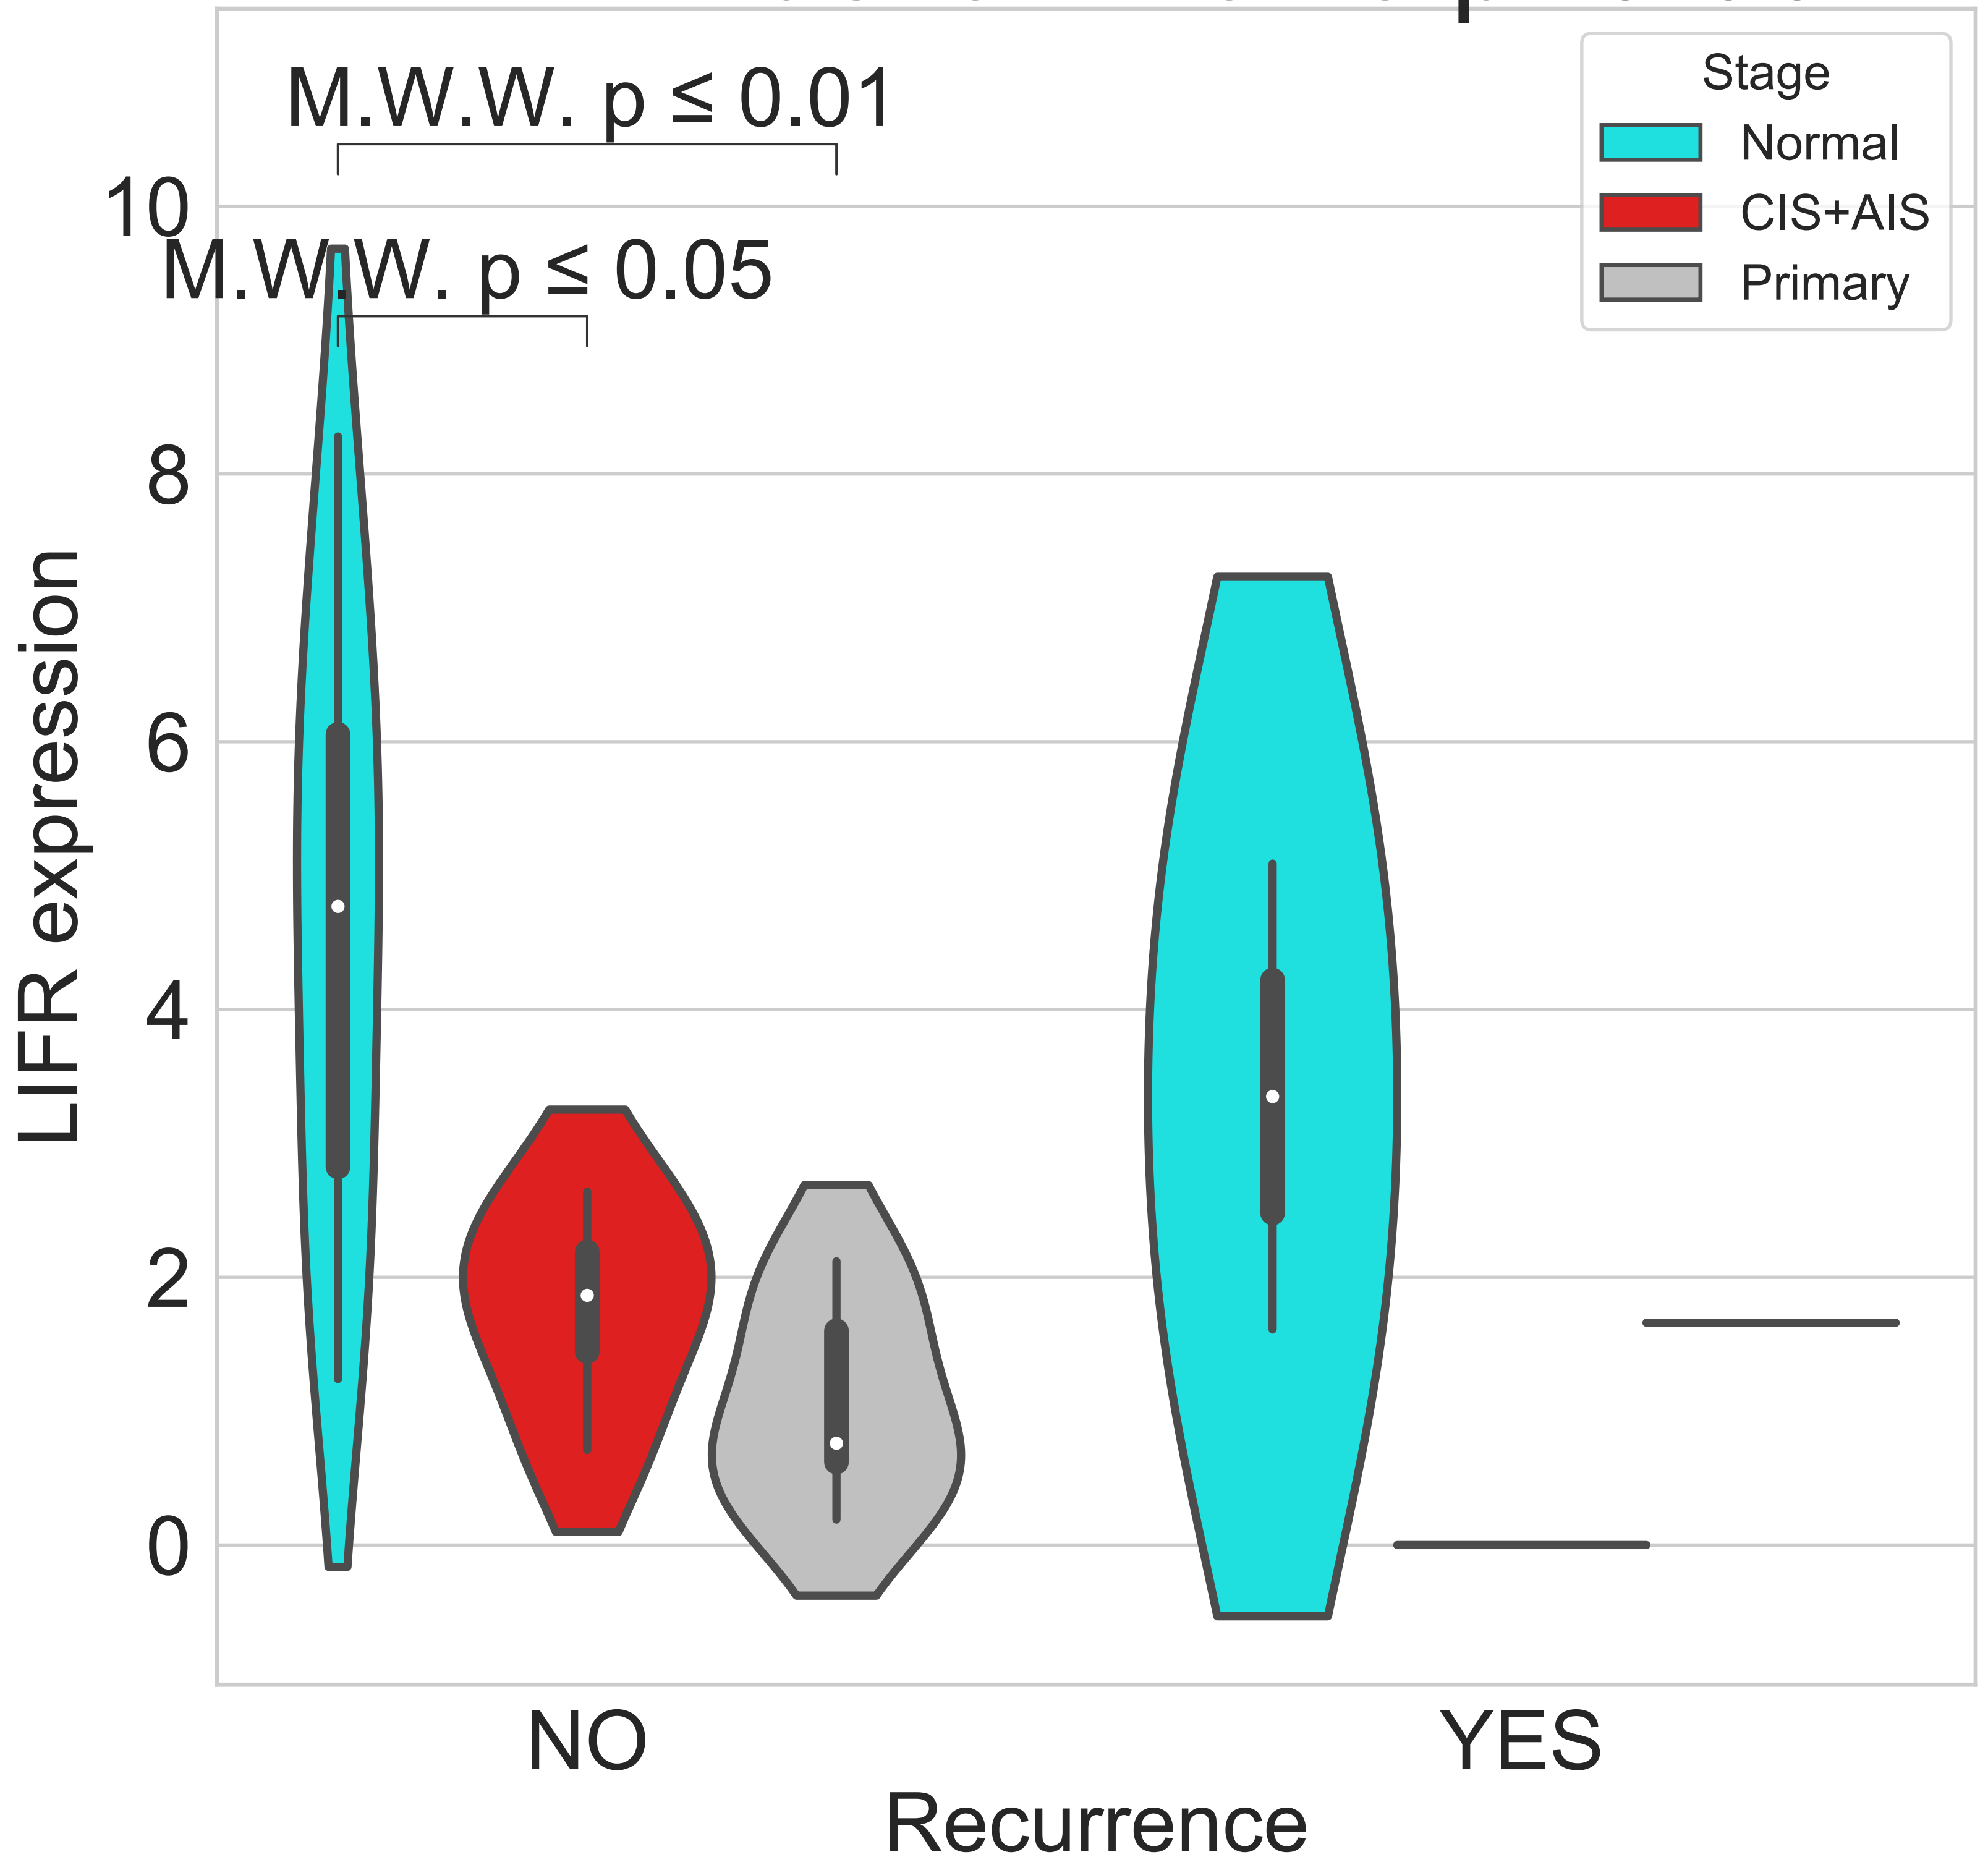 M.W.W. p ≤ 0.01
M.W.W. p ≤ 0.05
Stage
Normal
CIS+AIS
Primary
10
8
6
4
2
0
LIFR expression
NO
YES
Recurrence